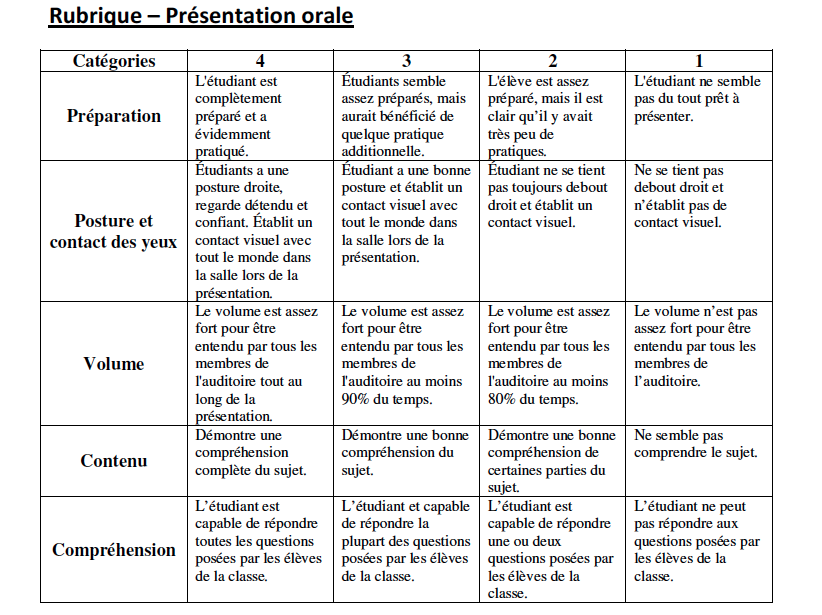 Rubrique – Présentation orale
Catégories
4
3
2
1
Préparation
L'étudiant est
complètement
préparé et a
évidemment
pratiqué.
Étudiants semble
assez préparés, mais
aurait bénéficié de
quelque pratique
additionnelle.
L'élève est assez
préparé, mais il est
clair qu'il y avait
très peu de
pratiques.
L'étudiant ne semble
pas du tout prêt à
présenter.
Posture et
contact des yeux
Étudiants a une
posture droite,
regarde détendu et
confiant. Établit un
contact visuel avec
tout le monde dans
la salle lors de la
présentation.
Étudiant a une bonne
posture et établit un
contact visuel avec
tout le monde dans
la salle lors de la
présentation.
Étudiant ne se tient
pas toujours debout
droit et établit un
contact visuel.
Ne se tient pas
debout droit et
n'établit pas de
contact visuel.
Volume
Le volume est assez
fort pour être
entendu par tous les
membres de
l'auditoire tout au
long de la
présentation.
Le volume est assez
fort pour être
entendu par tous les
membres de
l'auditoire au moins
90% du temps.
Le volume est assez
fort pour être
entendu par tous les
membres de
l'auditoire au moins
80% du temps.
Le volume n'est pas
assez fort pour être
entendu par tous les
membres de
l'auditoire.
Contenu
Démontre une
compréhension
complète du sujet.
Démontre une bonne
compréhension du
sujet.
Démontre une bonne
compréhension de
certaines parties du
sujet.
Ne semble pas
comprendre le sujet.
Compréhension
L'étudiant est
capable de répondre
toutes les questions
posées par les élèves
de la classe.
L'étudiant et capable
de répondre la
plupart des questions
posées par les élèves
de la classe.
L'étudiant est
capable de répondre
une ou deux
questions posées par
les élèves de la
classe.
L'étudiant ne peut
pas répondre aux
questions posées par
les élèves de la
classe.